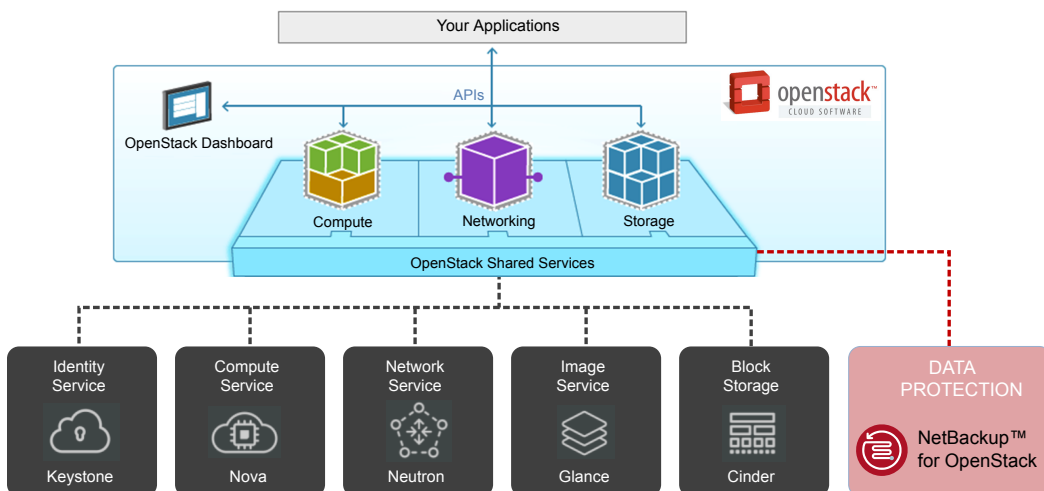 Your Applications
APIs
openstack™
CLOUD SOFTWARE
OpenStack Dashboard
Compute
Networking
Storage
OpenStack Shared Services
Identity
Service
Keystone
Compute
Service
Nova
Network
Service
Neutron
Image
Service
Glance
Block
Storage
Cinder
DATA
PROTECTION
NetBackup™
for OpenStack